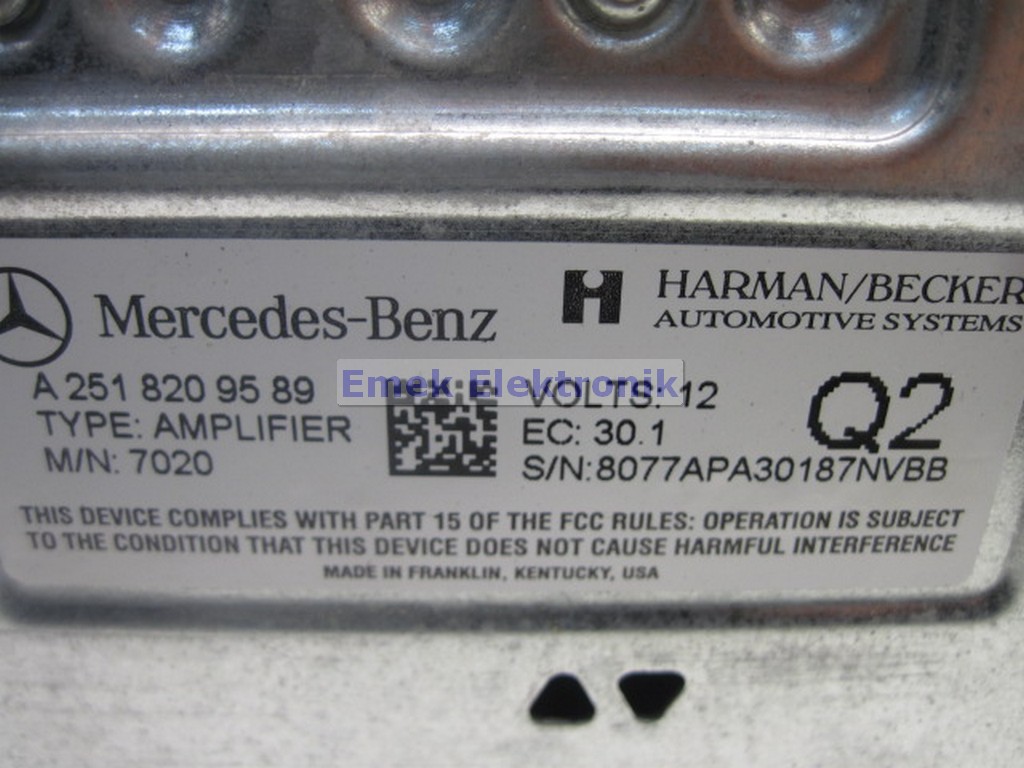 Mercedes-Benz
HARMAN/BECKER
AUTOMOTIVE SYSTEMS
A 251 820 95 89
TYPE: AMPLIFIER
M/N: 7020
Emek Elektronik
VOLTS: 12
EC: 30.1
S/N:8077APA30187NVBB
Q2
THIS DEVICE COMPLIES WITH PART 15 OF THE FCC RULES: OPERATION IS SUBJECT
TO THE CONDITION THAT THIS DEVICE DOES NOT CAUSE HARMFUL INTERFERENCE
MADE IN FRANKLIN, KENTUCKY, USA